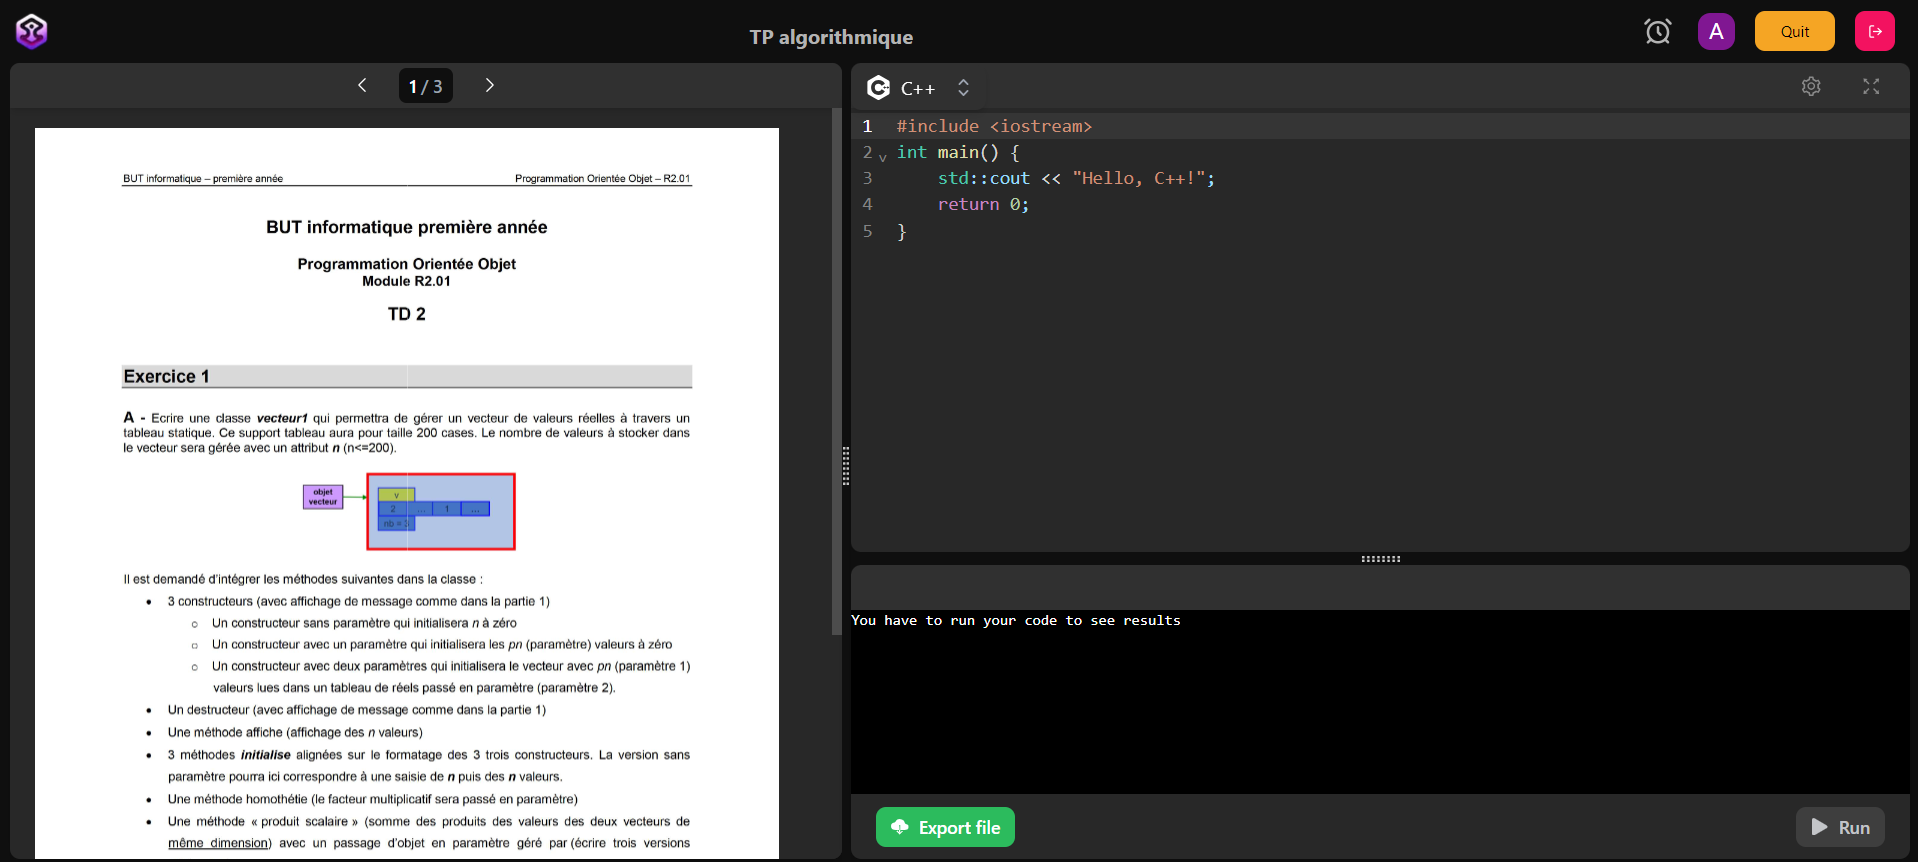 TP algorithmique
A
Quit
1 / 3
BUT informatique – première année
Programmation Orientée Objet – R2.01
BUT informatique première année
Programmation Orientée Objet
Module R2.01
TD 2
Exercice 1
A - Ecrire une classe vecteur1 qui permettra de gérer un vecteur de valeurs réelles à travers un
tableau statique. Ce support tableau aura pour taille 200 cases. Le nombre de valeurs à stocker dans
le vecteur sera gérée avec un attribut n (n<=200).
objet
vecteur
v
2 ... 1 ...
nb = 3
Il est demandé d'intégrer les méthodes suivantes dans la classe :
• 3 constructeurs (avec affichage de message comme dans la partie 1)
o Un constructeur sans paramètre qui initialisera n à zéro
o Un constructeur avec un paramètre qui initialisera les pn (paramètre) valeurs à zéro
o Un constructeur avec deux paramètres qui initialisera le vecteur avec pn (paramètre 1)
valeurs lues dans un tableau de réels passé en paramètre (paramètre 2).
• Un destructeur (avec affichage de message comme dans la partie 1)
• Une méthode affiche (affichage des n valeurs)
• 3 méthodes initialise alignées sur le formatage des 3 trois constructeurs. La version sans
paramètre pourra ici correspondre à une saisie de n puis des n valeurs.
• Une méthode homothétie (le facteur multiplicatif sera passé en paramètre)
• Une méthode « produit scalaire » (somme des produits des valeurs des deux vecteurs de
même dimension) avec un passage d'objet en paramètre géré par (écrire trois versions
C++
1 #include <iostream>
2 int main() {
3 std::cout << "Hello, C++!";
4 return 0;
5 }
You have to run your code to see results
Export file
Run